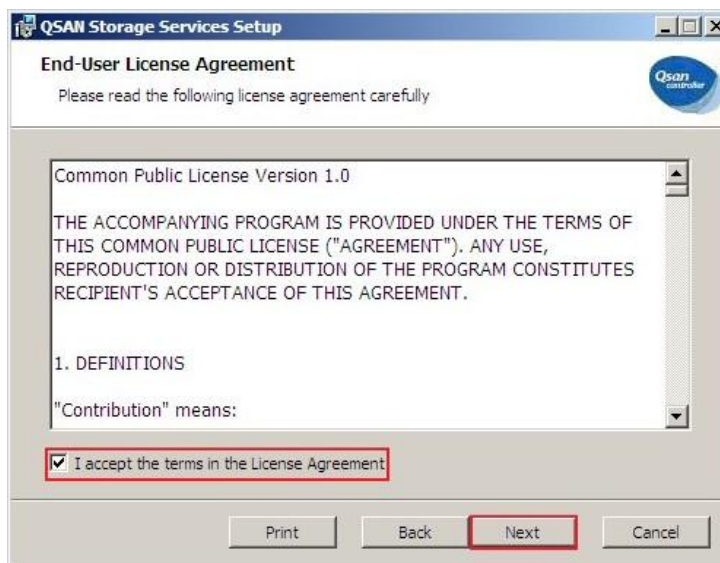 QSAN Storage Services Setup
End-User License Agreement
Please read the following license agreement carefully
Qsan
controller
Common Public License Version 1.0
THE ACCOMPANYING PROGRAM IS PROVIDED UNDER THE TERMS OF
THIS COMMON PUBLIC LICENSE ("AGREEMENT"). ANY USE,
REPRODUCTION OR DISTRIBUTION OF THE PROGRAM CONSTITUTES
RECIPIENT'S ACCEPTANCE OF THIS AGREEMENT.
1. DEFINITIONS
"Contribution" means:
I accept the terms in the License Agreement
Print Back Next Cancel